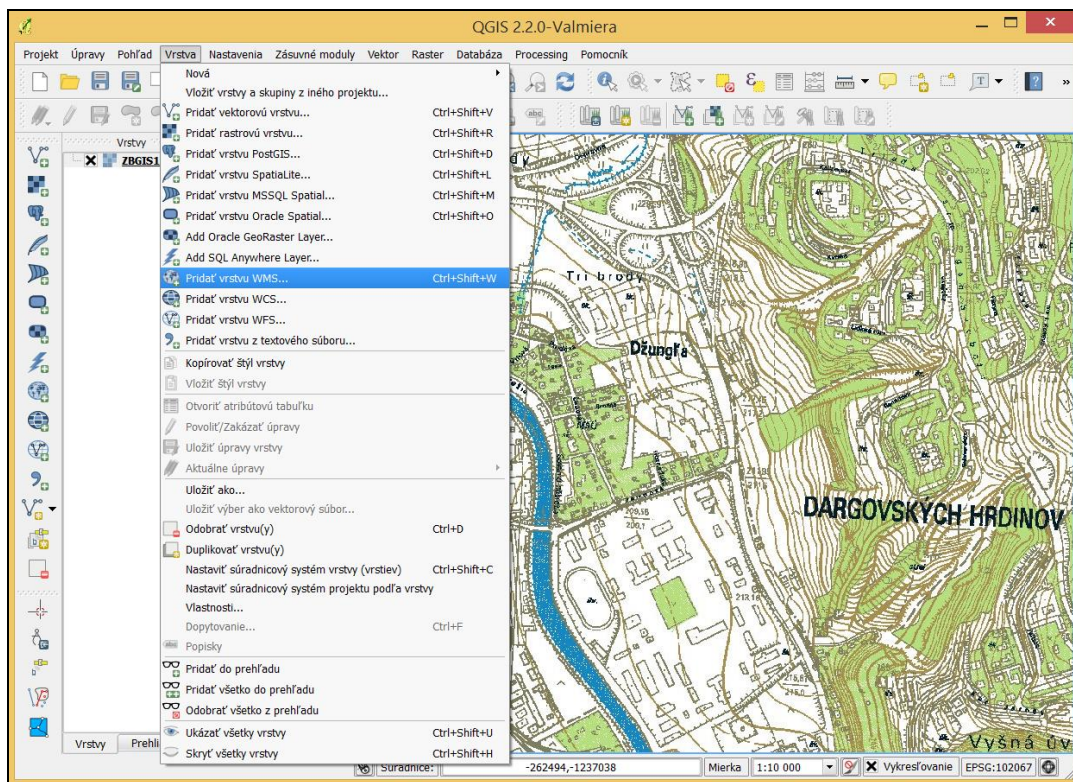 QGIS 2.2.0-Valmiera
Projekt Úpravy Pohľad Vrstva Nastavenia Zásuvné moduly Vektor Raster Databáza Processing Pomocník
Nová
Vložiť vrstvy a skupiny z iného projektu...
Pridať vektorovú vrstvu... Ctrl+Shift+V
Pridať rastrovú vrstvu... Ctrl+Shift+R
Pridať vrstvu PostGIS... Ctrl+Shift+D
Pridať vrstvu SpatiaLite... Ctrl+Shift+L
Pridať vrstvu MSSQL Spatial... Ctrl+Shift+M
Pridať vrstvu Oracle Spatial... Ctrl+Shift+O
Add Oracle GeoRaster Layer...
Add SQL Anywhere Layer...
Pridať vrstvu WMS... Ctrl+Shift+W
Pridať vrstvu WCS...
Pridať vrstvu WFS...
Pridať vrstvu z textového súboru...
Kopírovať štýl vrstvy
Vložiť štýl vrstvy
Otvoriť atribútovú tabuľku
Povoliť/Zakázať úpravy
Uložiť úpravy vrstvy
Aktuálne úpravy
Uložiť ako...
Uložiť výber ako vektorový súbor...
Odobrať vrstvu(y) Ctrl+D
Duplikovať vrstvu(y)
Nastaviť súradnicový systém vrstvy (vrstiev) Ctrl+Shift+C
Nastaviť súradnicový systém projektu podľa vrstvy
Vlastnosti...
Dopytovanie... Ctrl+F
Popisky
Pridať do prehľadu
Pridať všetko do prehľadu
Odobrať všetko z prehľadu
Ukázať všetky vrstvy Ctrl+Shift+U
Skryť všetky vrstvy Ctrl+Shift+H
Vrstvy
ZBGIS1
Tri brody
Džungľa
DARGOVSKÝCH HRDINOV
Vyšná úv
Vrstvy Prehli
Súradnice: -262494,-1237038 Mierka 1:10 000 Vykresľovanie EPSG:102067